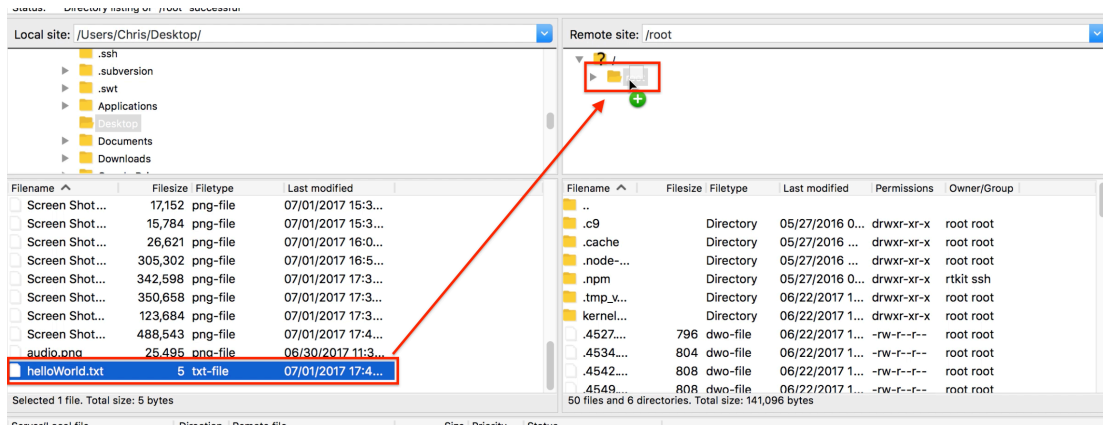 Status: Directory listing of "/root" successful
Local site: /Users/Chris/Desktop/
.ssh
.subversion
.swt
Applications
Desktop
Documents
Downloads
Filename Filesize Filetype Last modified
Screen Shot... 17,152 png-file 07/01/2017 15:3...
Screen Shot... 15,784 png-file 07/01/2017 15:3...
Screen Shot... 26,621 png-file 07/01/2017 16:0...
Screen Shot... 305,302 png-file 07/01/2017 16:5...
Screen Shot... 342,598 png-file 07/01/2017 17:3...
Screen Shot... 350,658 png-file 07/01/2017 17:3...
Screen Shot... 123,684 png-file 07/01/2017 17:3...
Screen Shot... 488,543 png-file 07/01/2017 17:4...
audio.png 25,495 png-file 06/30/2017 11:3...
helloWorld.txt 5 txt-file 07/01/2017 17:4...
Selected 1 file. Total size: 5 bytes
Remote site: /root
? /
Filename Filesize Filetype Last modified Permissions Owner/Group
..
.c9 Directory 05/27/2016 0... drwxr-xr-x root root
.cache Directory 05/27/2016 ... drwxr-xr-x root root
.node-... Directory 05/27/2016 ... drwxr-xr-x root root
.npm Directory 05/27/2016 0... drwxr-xr-x rtkit ssh
.tmp_v... Directory 06/22/2017 1... drwxr-xr-x root root
kernel... Directory 06/22/2017 1... drwxr-xr-x root root
.4527.... 796 dwo-file 06/22/2017 1... -rw-r--r-- root root
.4534.... 804 dwo-file 06/22/2017 1... -rw-r--r-- root root
.4542.... 808 dwo-file 06/22/2017 1... -rw-r--r-- root root
.4549.... 808 dwo-file 06/22/2017 1... -rw-r--r-- root root
50 files and 6 directories. Total size: 141,096 bytes
Server/Local file Direction Remote file Size Priority Status